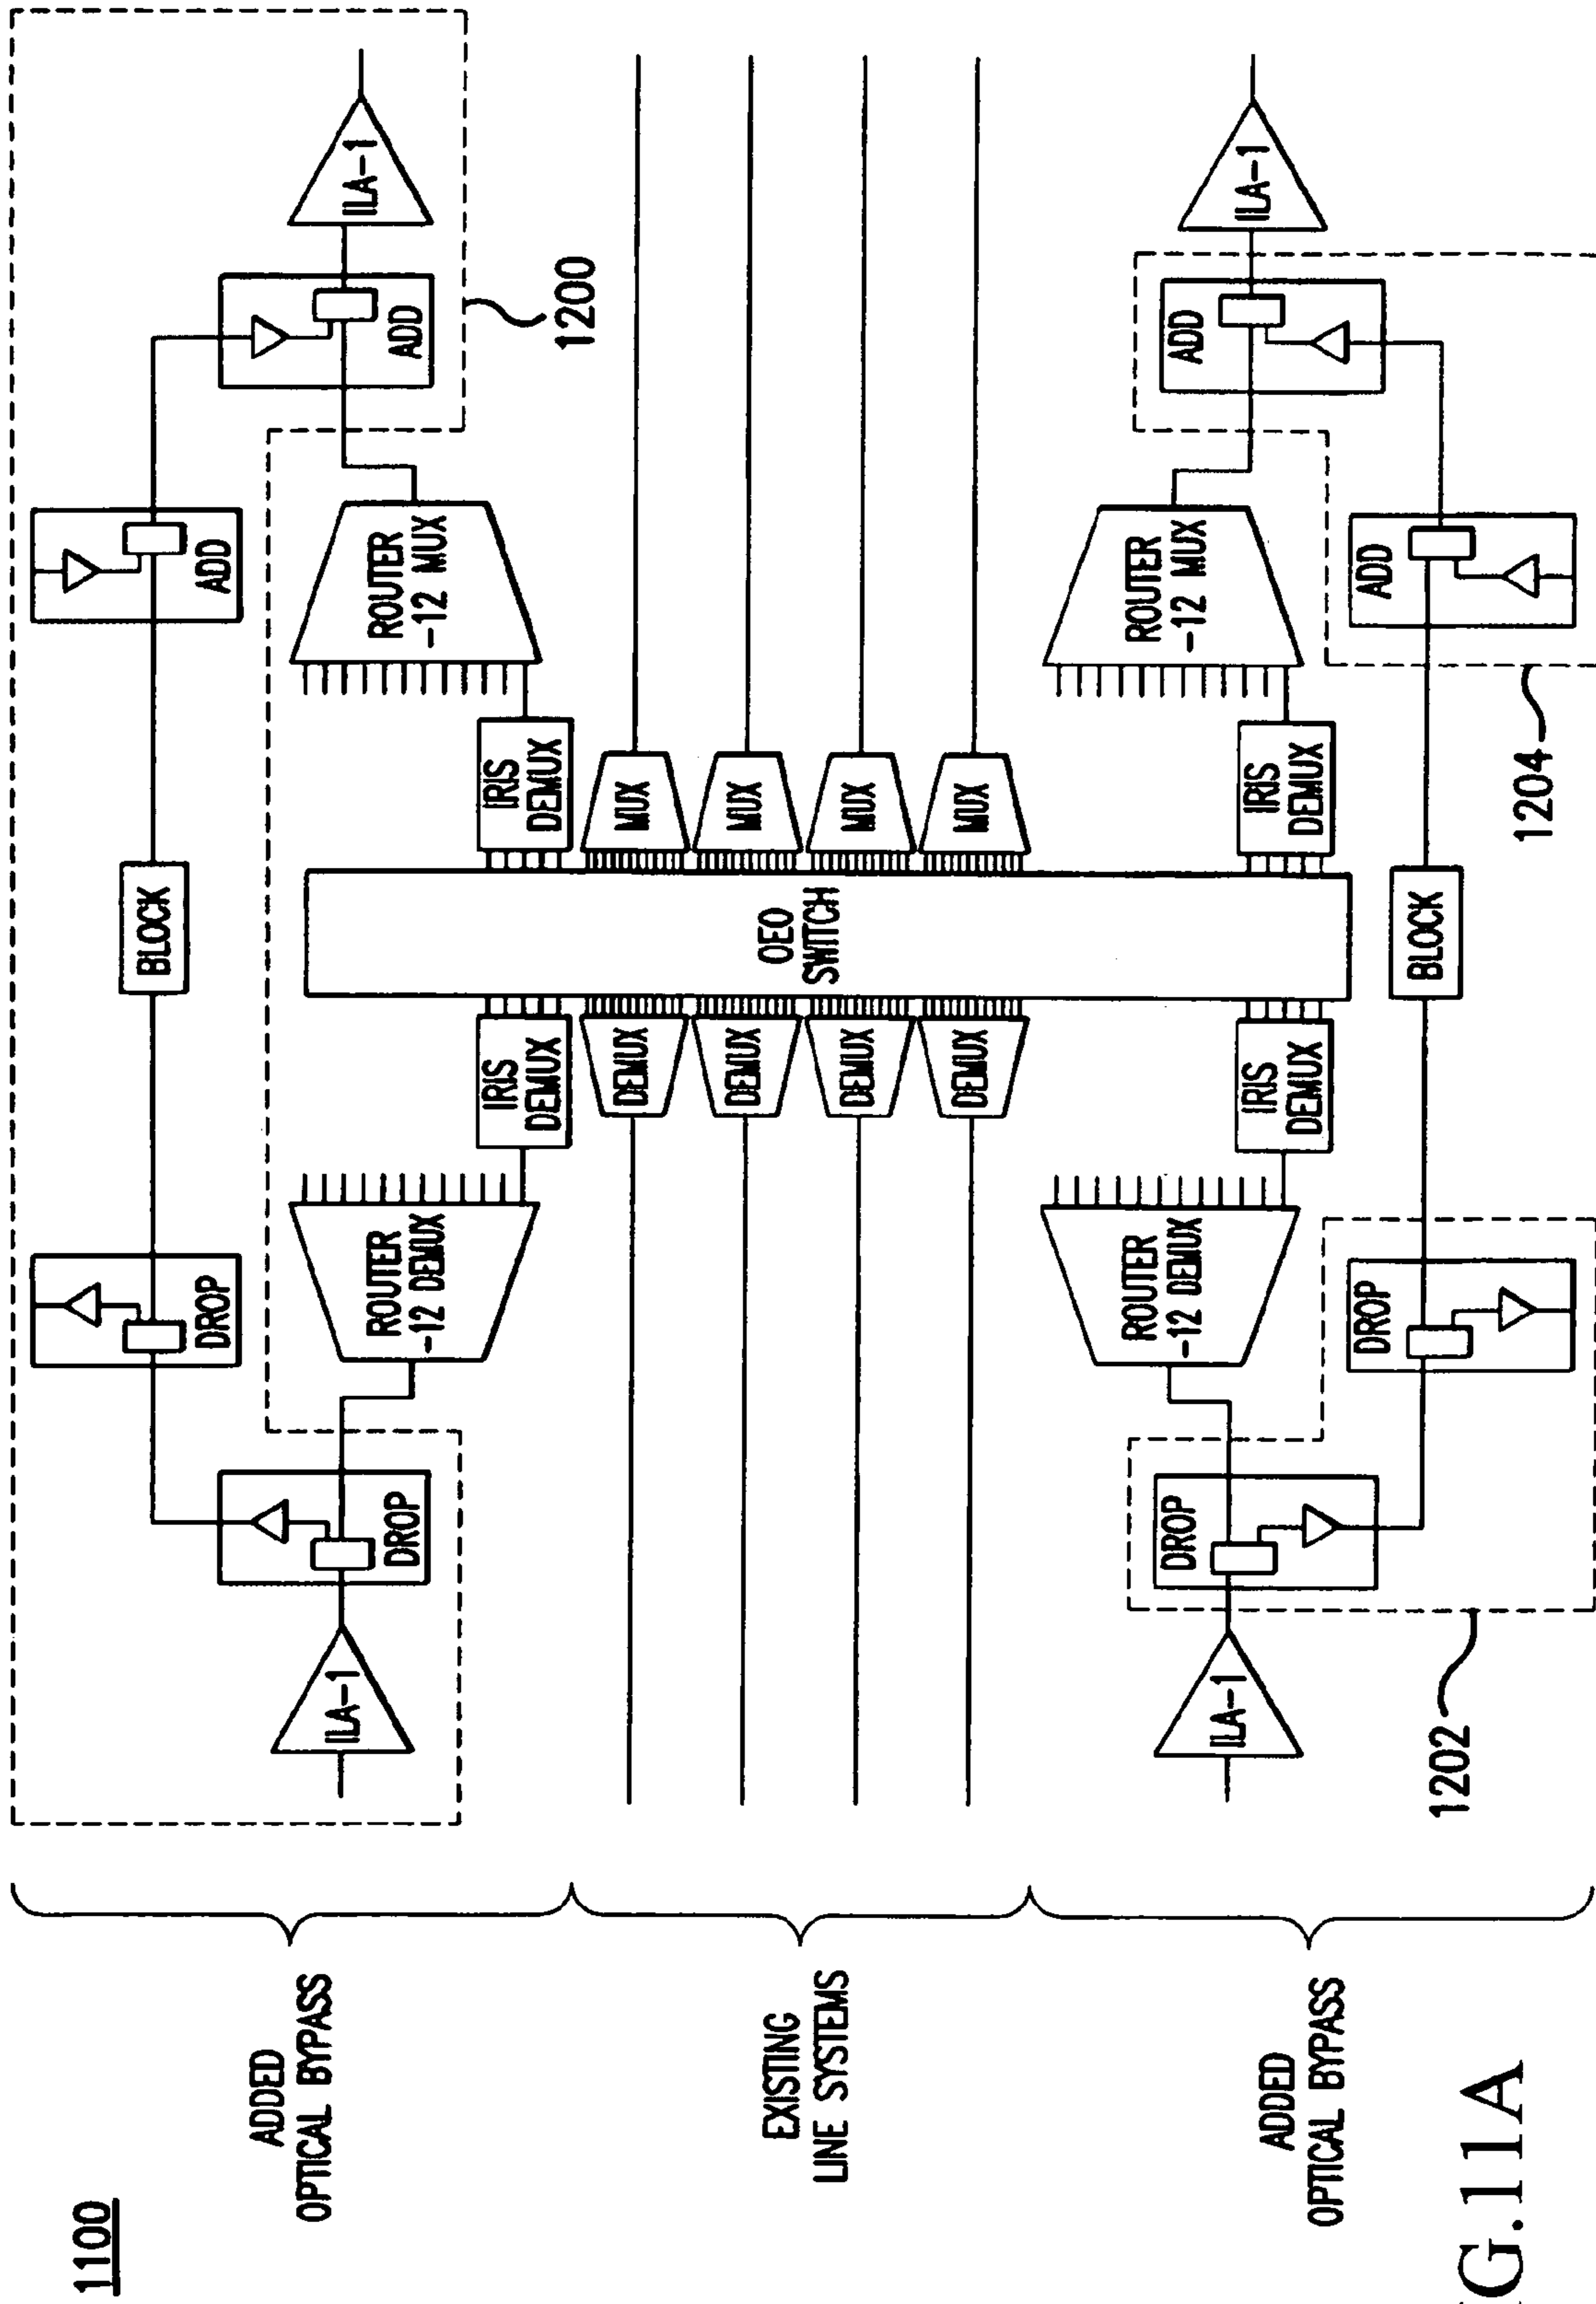 1100
BLOCK
DROP
ADD
ADDED
OPTICAL BYPASS
ILA-1
DROP
ROUTER
-12 DEMUX
ROUTER
-12 MUX
ADD
ILA-1
IRIS
DEMUX
IRIS
DEMUX
1200
DEMUX
MUX
DEMUX
MUX
EXISTING
LINE SYSTEMS
OEO
SWITCH
DEMUX
MUX
DEMUX
MUX
ADDED
OPTICAL BYPASS
ILA-1
DROP
ROUTER
-12 DEMUX
ROUTER
-12 MUX
ADD
ILA-1
IRIS
DEMUX
IRIS
DEMUX
DROP
ADD
BLOCK
1202
1204
G.11A